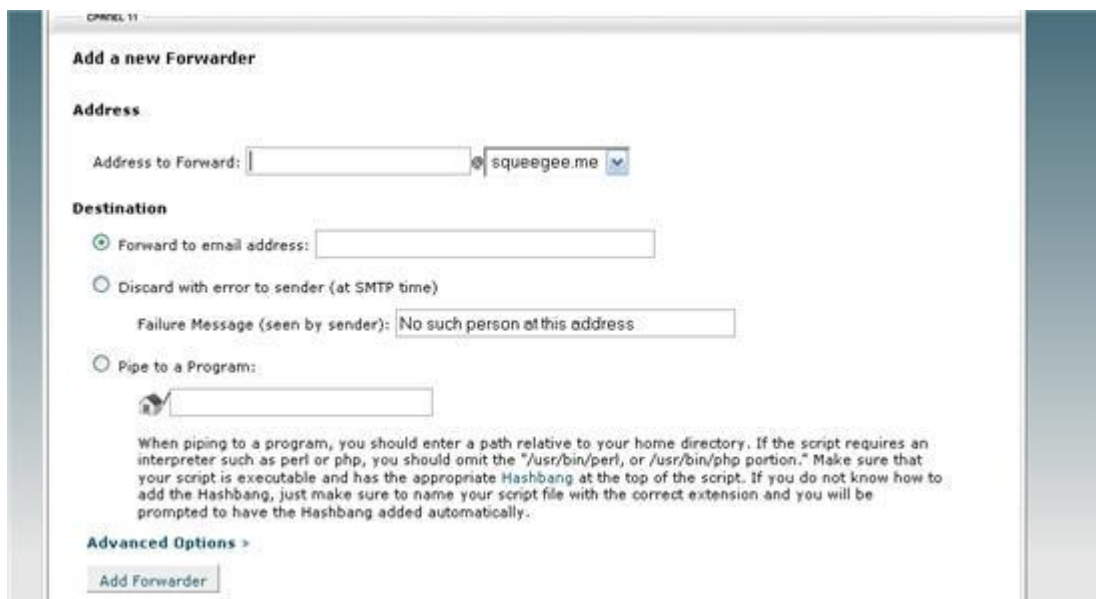 CPANEL 11
Add a new Forwarder
Address
Address to Forward: @ squeegee.me
Destination
Forward to email address:
Discard with error to sender (at SMTP time)
Failure Message (seen by sender): No such person at this address
Pipe to a Program:
/
When piping to a program, you should enter a path relative to your home directory. If the script requires an
interpreter such as perl or php, you should omit the "/usr/bin/perl, or /usr/bin/php portion." Make sure that
your script is executable and has the appropriate Hashbang at the top of the script. If you do not know how to
add the Hashbang, just make sure to name your script file with the correct extension and you will be
prompted to have the Hashbang added automatically.
Advanced Options >
Add Forwarder